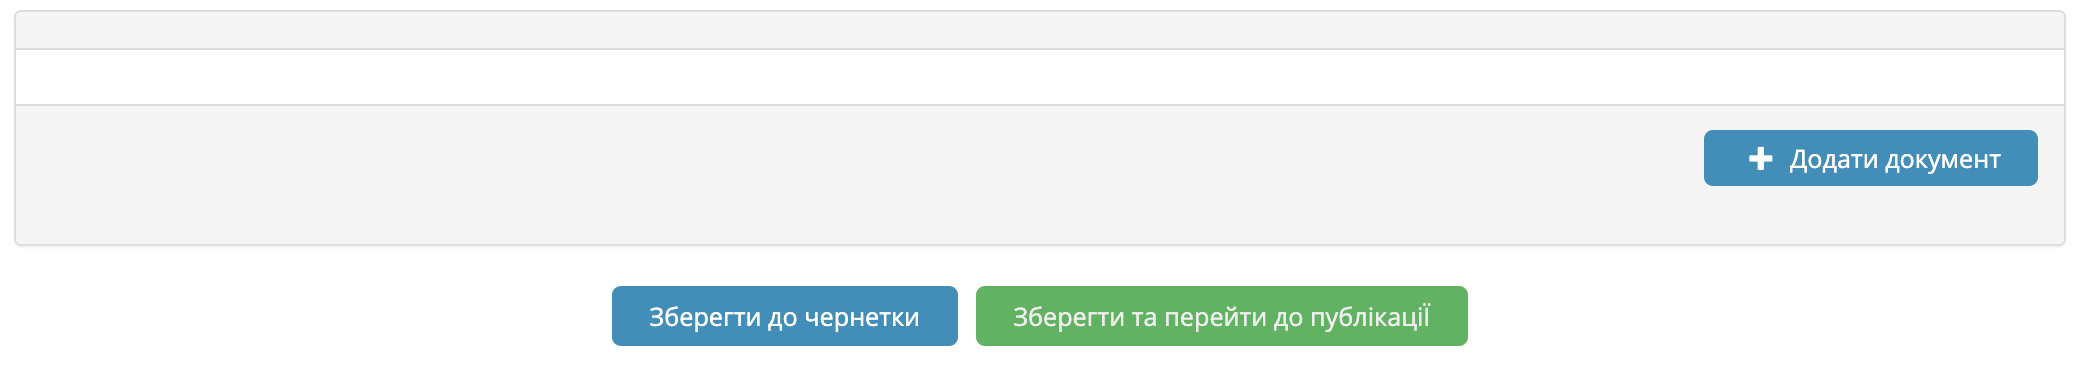 Додати документ
Зберегти до чернетки
Зберегти та перейти до публікаціЇ